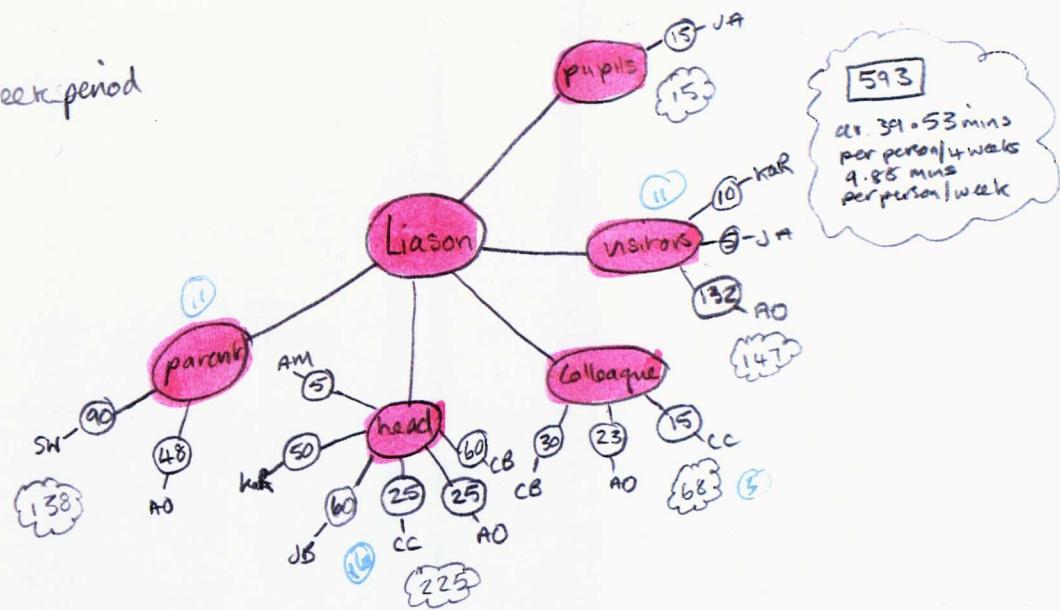 period
pupils
15
JA
15
593
av. 39.53 mins
per person/4 weeks
9.88 mins
per person/week
Liason
11
visitors
10
KaR
5
JA
132
AO
147
11
parent
90
SW
48
AO
138
head
AM
5
50
KaR
60
JB
25
CC
25
AO
60
CB
225
Colleaque
30
CB
23
AO
15
CC
68
5